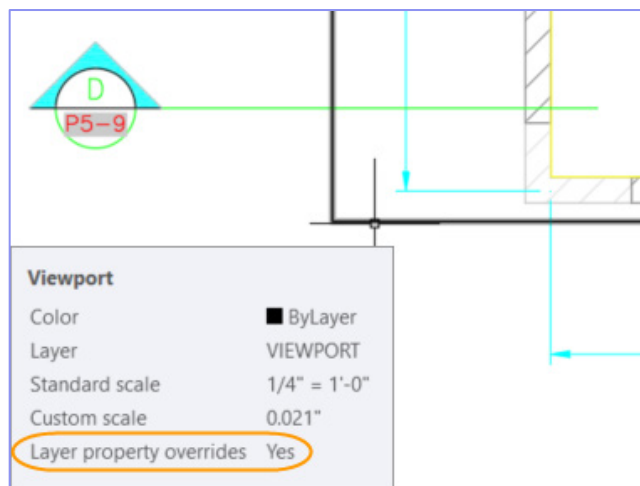 D
P5-9
Viewport
Color ByLayer
Layer VIEWPORT
Standard scale 1/4" = 1'-0"
Custom scale 0.021"
Layer property overrides Yes